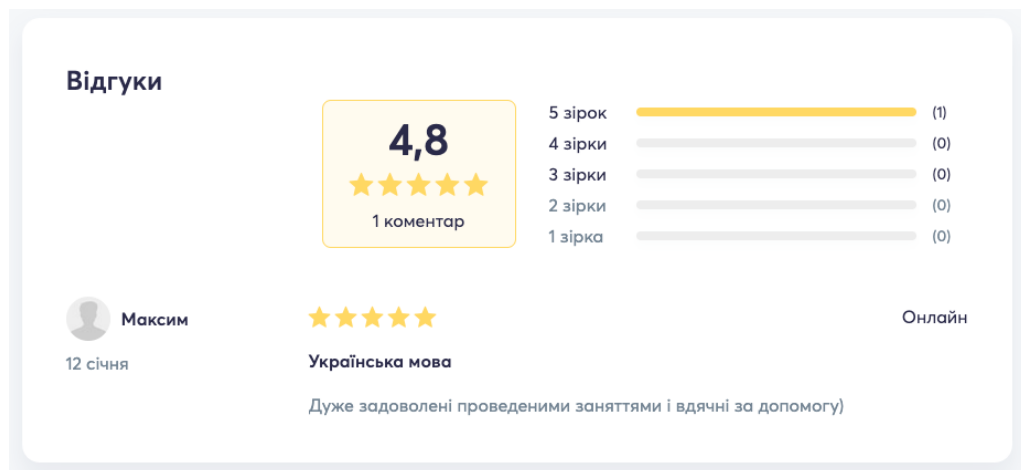 Відгуки
4,8
1 коментар
5 зірок (1)
4 зірки (0)
3 зірки (0)
2 зірки (0)
1 зірка (0)
Максим
12 січня
Онлайн
Українська мова
Дуже задоволені проведеними заняттями і вдячні за допомогу)